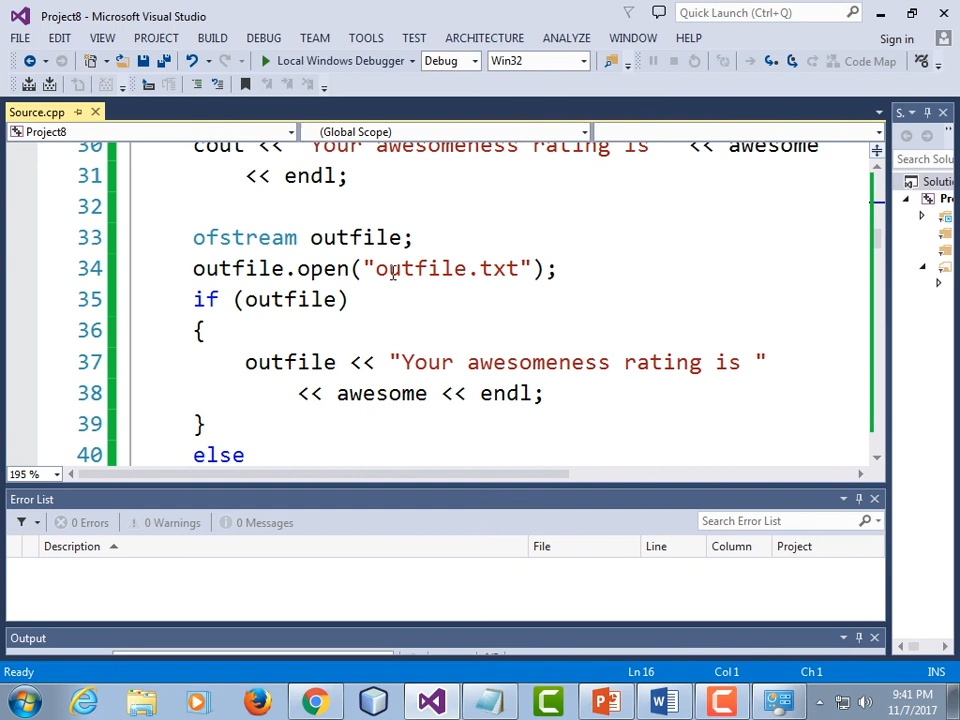 Project8 - Microsoft Visual Studio
Quick Launch (Ctrl+Q)
FILE EDIT VIEW PROJECT BUILD DEBUG TEAM TOOLS TEST ARCHITECTURE ANALYZE WINDOW HELP Sign in
Local Windows Debugger Debug Win32 Code Map
Source.cpp S..
Project8 (Global Scope)
Search Solu
30 cout << "Your awesomeness rating is " << awesome
31 << endl;
Solutio
32
Pr
33 ofstream outfile;
34 outfile.open("outfile.txt");
35 if (outfile)
36 {
37 outfile << "Your awesomeness rating is "
38 << awesome << endl;
39 }
40 else
195 %
Error List
0 Errors 0 Warnings 0 Messages Search Error List
Description File Line Column Project
Output
Ready Ln 16 Col 1 Ch 1 INS
9:41 PM
11/7/2017